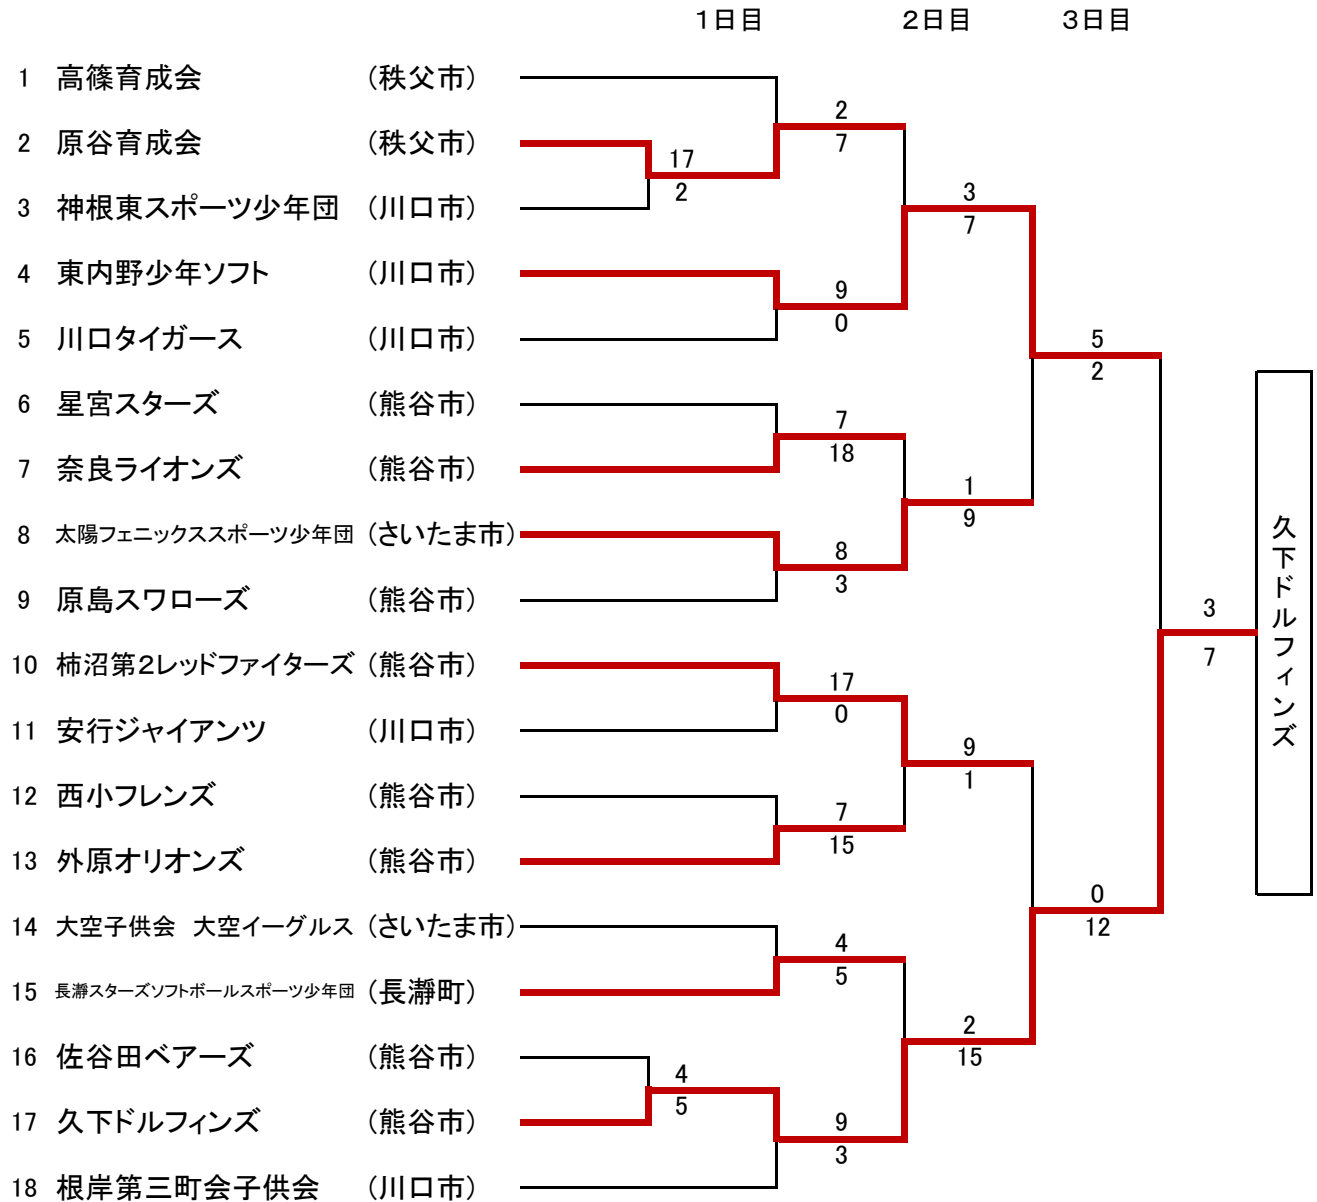 1日目 2日目 3日目
1 高篠育成会 (秩父市)
2
2 原谷育成会 (秩父市)
7
17
2
3 神根東スポーツ少年団 (川口市)
3
7
4 東内野少年ソフト (川口市)
9
0
5 川口タイガース (川口市)
5
2
6 星宮スターズ (熊谷市)
7
18
7 奈良ライオンズ (熊谷市)
1
9
8 太陽フェニックススポーツ少年団 (さいたま市)
8
3
9 原島スワローズ (熊谷市)
3
7
久下ドルフィンズ
10 柿沼第2レッドファイターズ (熊谷市)
17
0
11 安行ジャイアンツ (川口市)
9
1
12 西小フレンズ (熊谷市)
7
15
13 外原オリオンズ (熊谷市)
0
12
14 大空子供会 大空イーグルス (さいたま市)
4
5
15 長瀞スターズソフトボールスポーツ少年団 (長瀞町)
2
15
16 佐谷田ベアーズ (熊谷市)
4
5
17 久下ドルフィンズ (熊谷市)
9
3
18 根岸第三町会子供会 (川口市)